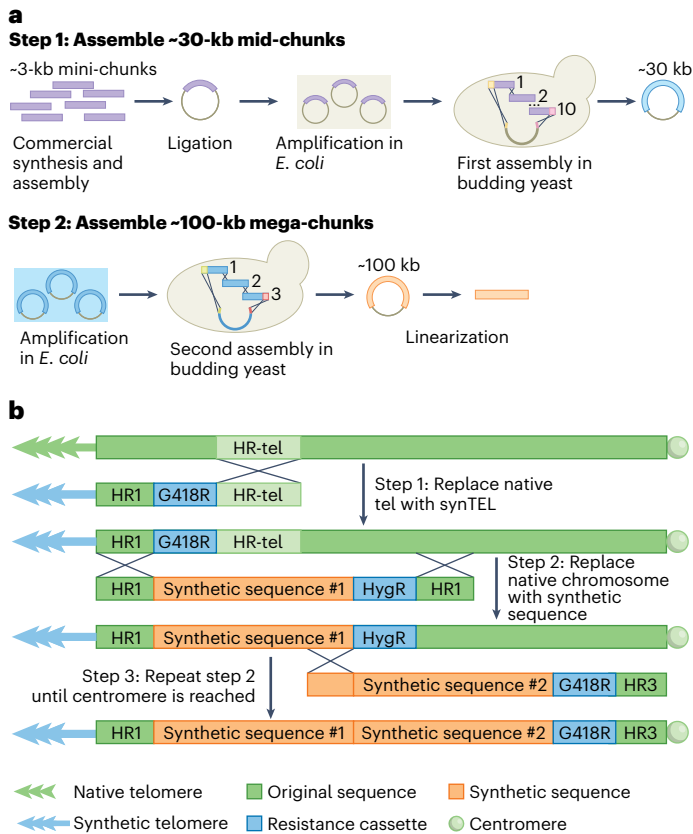 a
Step 1: Assemble ~30-kb mid-chunks
~3-kb mini-chunks
1
2
...
10
~30 kb
Commercial
synthesis and
assembly
Ligation
Amplification in
E. coli
First assembly in
budding yeast
Step 2: Assemble ~100-kb mega-chunks
1
2
3
~100 kb
Amplification
in E. coli
Second assembly in
budding yeast
Linearization
b
HR-tel
HR1 G418R HR-tel
Step 1: Replace native
tel with synTEL
HR1 G418R HR-tel
HR1 Synthetic sequence #1 HygR HR1
Step 2: Replace
native chromosome
with synthetic
sequence
HR1 Synthetic sequence #1 HygR
Step 3: Repeat step 2
until centromere is reached
Synthetic sequence #2 G418R HR3
HR1 Synthetic sequence #1 Synthetic sequence #2 G418R HR3
Native telomere Original sequence Synthetic sequence
Synthetic telomere Resistance cassette Centromere